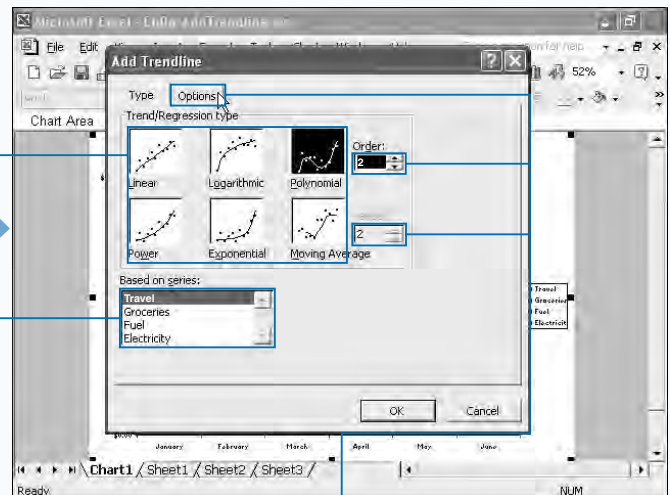 Microsoft Excel - Ch06 AddTrendline
File Edit
Add Trendline
52%
Chart Area
Type Options
Trend/Regression type
Linear Logarithmic Polynomial
Order:
2
Power Exponential Moving Average
2
Based on series:
Travel
Groceries
Fuel
Electricity
Travel
Groceries
Fuel
Electricit
OK Cancel
January February March April May June
Chart1 / Sheet1 / Sheet2 / Sheet3 /
Ready NUM